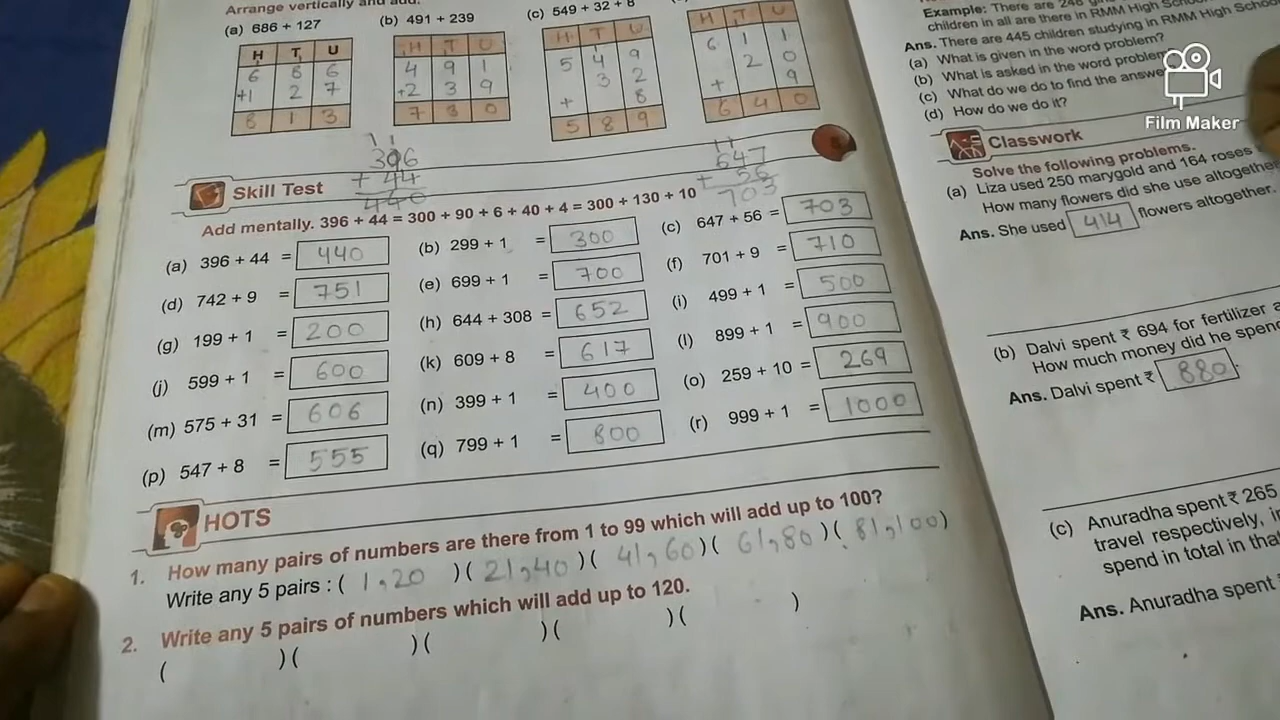 Arrange vertically and add.
(a) 686 + 127 (b) 491 + 239 (c) 549 + 32 + 8
H T U H T U H T U H T U
6 8 6 4 9 1 5 4 9 6 1 1
+1 2 7 +2 3 9 3 2 2 0
+ 8 + 9
8 1 3 7 3 0 5 8 9 6 4 0
11 11
396 647
+ 44 + 56
440 703
Skill Test
Add mentally. 396 + 44 = 300 + 90 + 6 + 40 + 4 = 300 + 130 + 10
(a) 396 + 44 = 440 (b) 299 + 1 = 300 (c) 647 + 56 = 703
(d) 742 + 9 = 751 (e) 699 + 1 = 700 (f) 701 + 9 = 710
(g) 199 + 1 = 200 (h) 644 + 308 = 652 (i) 499 + 1 = 500
(j) 599 + 1 = 600 (k) 609 + 8 = 617 (l) 899 + 1 = 900
(m) 575 + 31 = 606 (n) 399 + 1 = 400 (o) 259 + 10 = 269
(p) 547 + 8 = 555 (q) 799 + 1 = 800 (r) 999 + 1 = 1000
HOTS
1. How many pairs of numbers are there from 1 to 99 which will add up to 100?
Write any 5 pairs : ( 1,20 )( 21,40 )( 41,60 )( 61,80 )( 81,100 )
2. Write any 5 pairs of numbers which will add up to 120.
( )( )( )( )( )
Example: There are 246
children in all are there in RMM High School
Ans. There are 445 children studying in RMM High School
(a) What is given in the word problem?
(b) What is asked in the word problem
(c) What do we do to find the answer
(d) How do we do it?
Film Maker
Classwork
Solve the following problems.
(a) Liza used 250 marygold and 164 roses
How many flowers did she use altogether
Ans. She used 414 flowers altogether.
(b) Dalvi spent ₹ 694 for fertilizer
How much money did he spend
Ans. Dalvi spent ₹ 880.
(c) Anuradha spent ₹ 265
travel respectively, in
spend in total in that
Ans. Anuradha spent